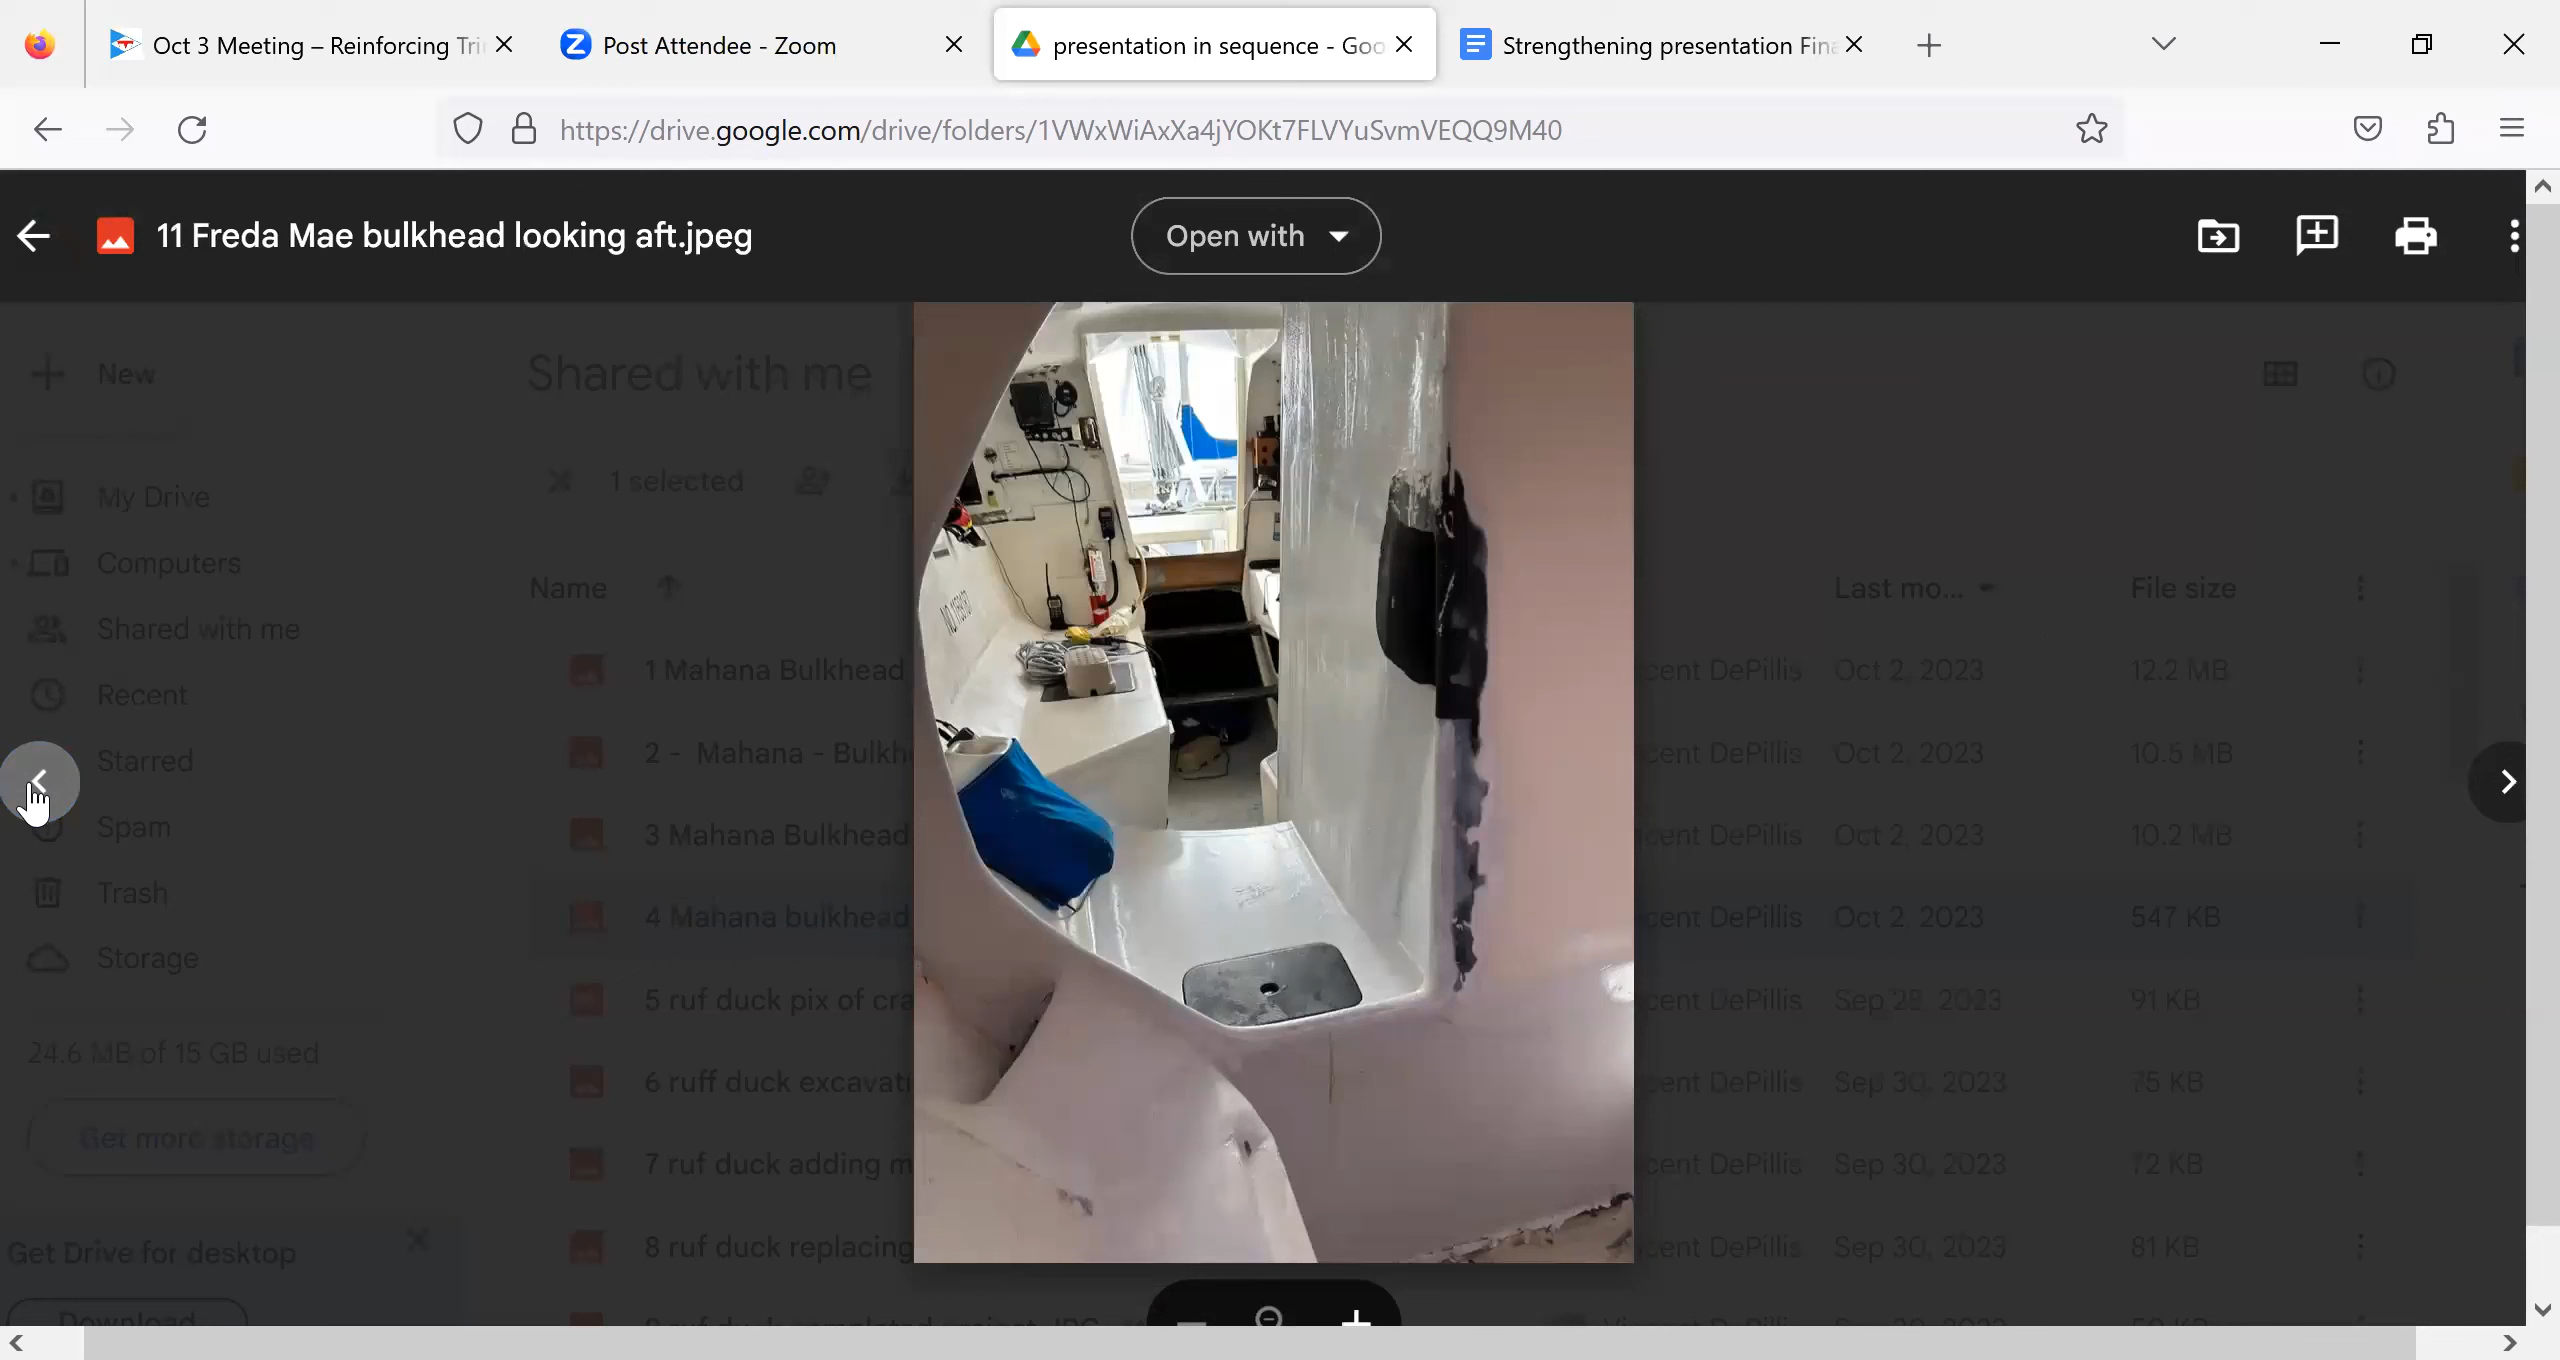 Oct 3 Meeting – Reinforcing Tri
Post Attendee - Zoom
presentation in sequence - Goo
Strengthening presentation Fina
https://drive.google.com/drive/folders/1VWxWiAxXa4jYOKt7FLVYuSvmVEQQ9M40
11 Freda Mae bulkhead looking aft.jpeg
Open with
New
Shared with me
My Drive
1 selected
Computers
Name
Last mo...
File size
Shared with me
1 Mahana Bulkhead
cent DePillis
Oct 2, 2023
12.2 MB
Recent
2 - Mahana - Bulkh
cent DePillis
Oct 2, 2023
10.5 MB
Starred
3 Mahana Bulkhead
cent DePillis
Oct 2, 2023
10.2 MB
Spam
Trash
4 Mahana bulkhead
cent DePillis
Oct 2, 2023
547 KB
Storage
5 ruf duck pix of cra
cent DePillis
Sep 28, 2023
91 KB
24.6 MB of 15 GB used
6 ruff duck excavati
cent DePillis
Sep 30, 2023
75 KB
Get more storage
7 ruf duck adding m
cent DePillis
Sep 30, 2023
72 KB
Get Drive for desktop
8 ruf duck replacing
cent DePillis
Sep 30, 2023
81 KB
Download